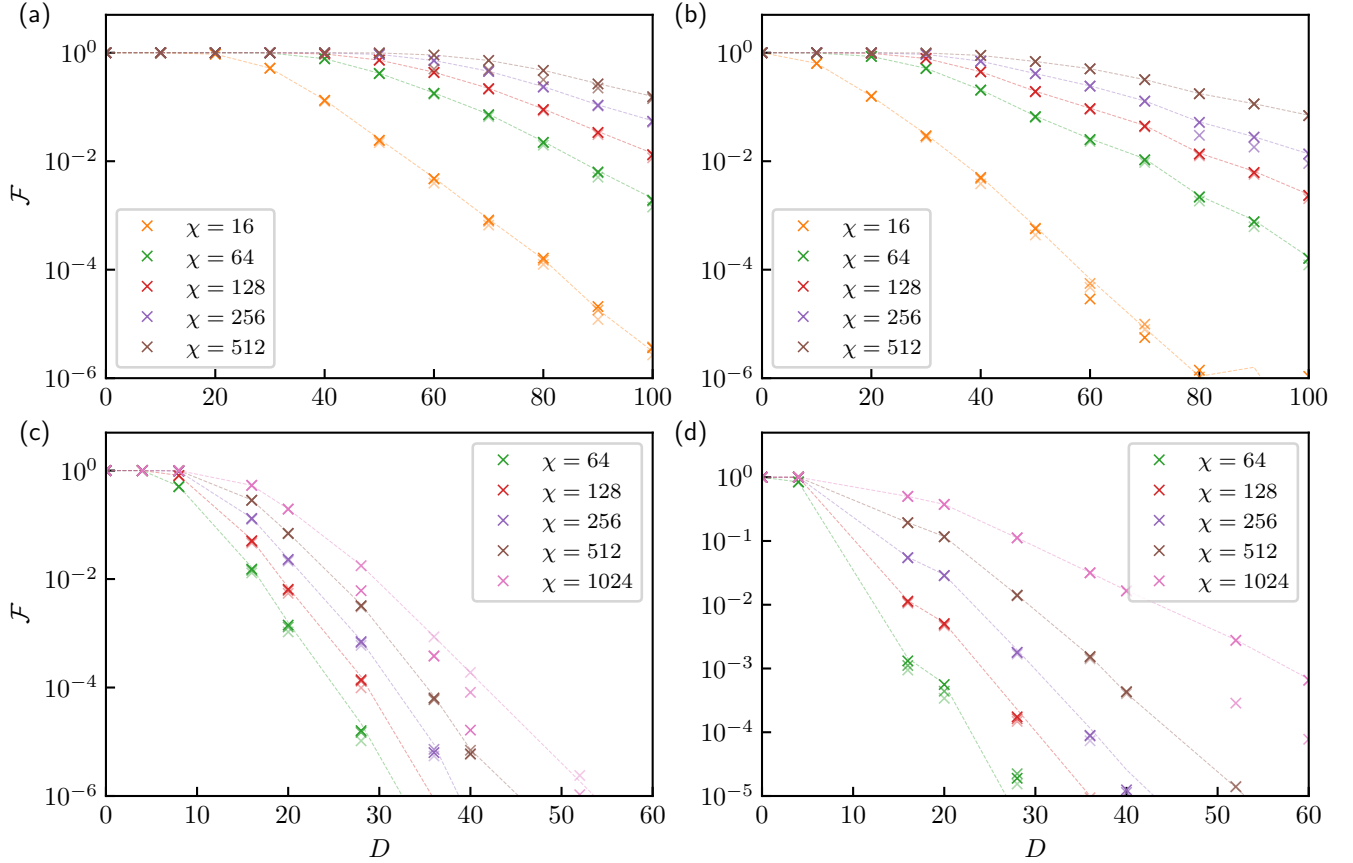 (a)
10^0
10^−2
10^−4
10^−6
ℱ
χ = 16
χ = 64
χ = 128
χ = 256
χ = 512
0 20 40 60 80 100
(b)
10^0
10^−2
10^−4
10^−6
χ = 16
χ = 64
χ = 128
χ = 256
χ = 512
0 20 40 60 80 100
(c)
10^0
10^−2
10^−4
10^−6
ℱ
χ = 64
χ = 128
χ = 256
χ = 512
χ = 1024
0 10 20 30 40 50 60
D
(d)
10^0
10^−1
10^−2
10^−3
10^−4
10^−5
χ = 64
χ = 128
χ = 256
χ = 512
χ = 1024
0 10 20 30 40 50 60
D